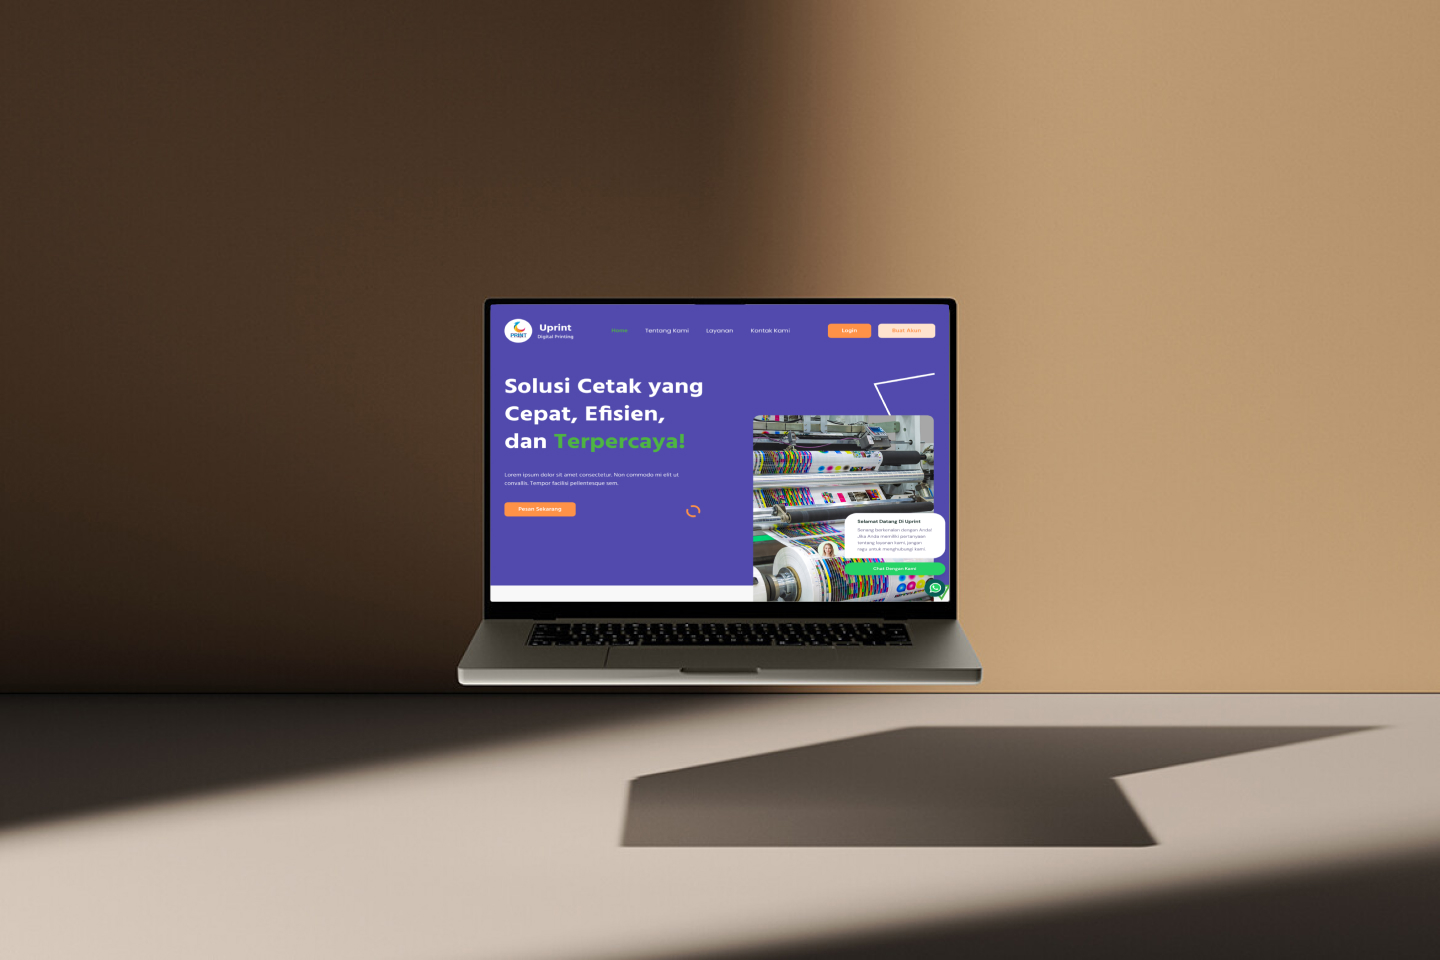 PRBIT
Uprint
Digital Printing
Home
Tentang Kami
Layanan
Kontak Kami
Login
Buat Akun
Solusi Cetak yang
Cepat, Efisien,
dan Terpercaya!
Lorem ipsum dolor sit amet consectetur. Non commodo mi elit ut
convallis. Tempor facilisi pellentesque sem.
Pesan Sekarang
Selamat Datang Di Uprint
Senang berkenalan dengan Anda!
Jika Anda memiliki pertanyaan
tentang layanan kami, jangan
ragu untuk menghubungi kami
Chat Dengan Kami